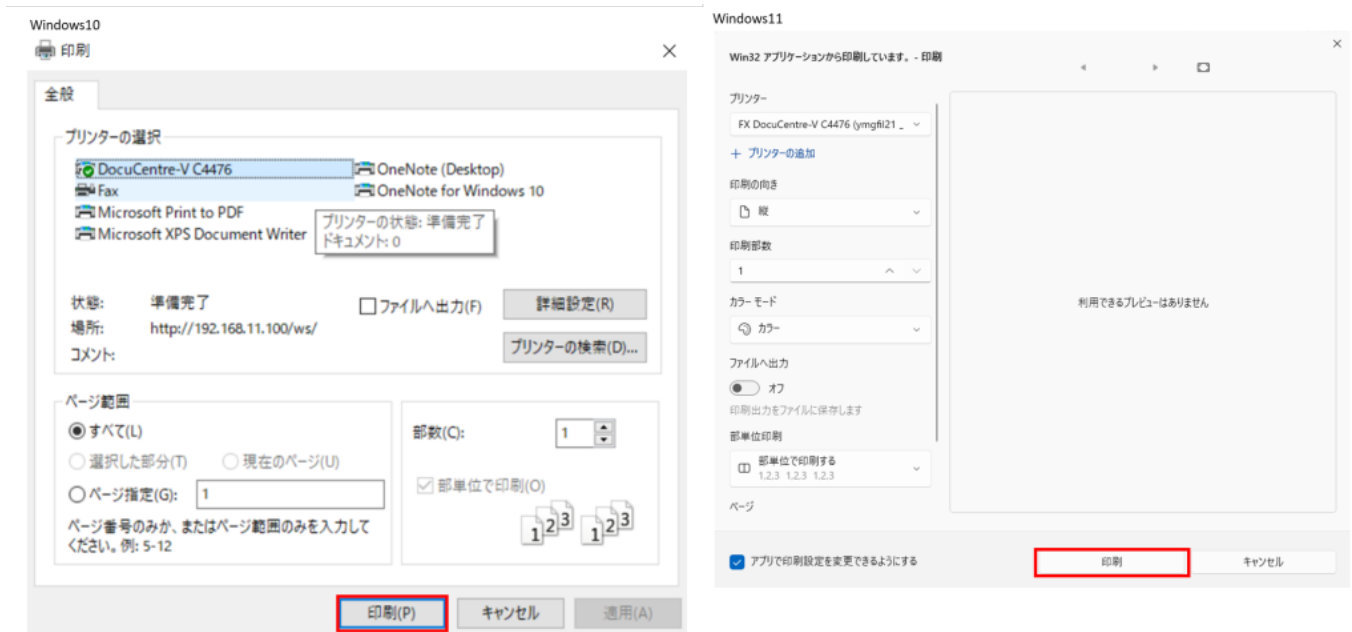 Windows10
印刷
全般
プリンターの選択
DocuCentre-V C4476
Fax
Microsoft Print to PDF
Microsoft XPS Document Writer
OneNote (Desktop)
OneNote for Windows 10
プリンターの状態: 準備完了
ドキュメント: 0
状態: 準備完了
場所: http://192.168.11.100/ws/
コメント:
ファイルへ出力(F)
詳細設定(R)
プリンターの検索(D)...
ページ範囲
すべて(L)
選択した部分(T) 現在のページ(U)
ページ指定(G): 1
ページ番号のみか、またはページ範囲のみを入力して
ください。例: 5-12
部数(C): 1
部単位で印刷(O)
1 2 3 1 2 3
印刷(P) キャンセル 適用(A)
Windows11
Win32 アプリケーションから印刷しています。- 印刷
プリンター
FX DocuCentre-V C4476 (ymgfil21 _
+ プリンターの追加
印刷の向き
縦
印刷部数
1
カラー モード
カラー
ファイルへ出力
オフ
印刷出力をファイルに保存します
部単位印刷
部単位で印刷する
1,2,3 1,2,3 1,2,3
ページ
利用できるプレビューはありません
アプリで印刷設定を変更できるようにする
印刷 キャンセル